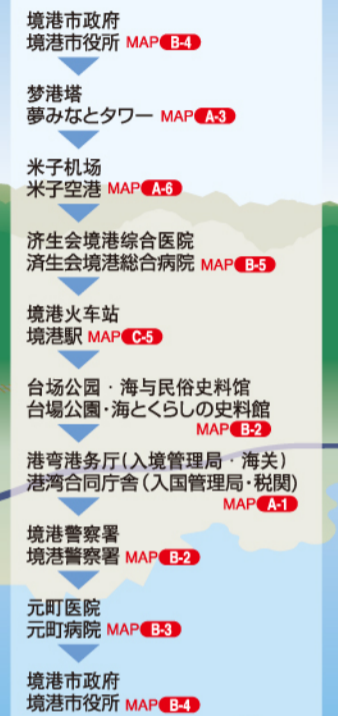 境港市政府
境港市役所 MAP B-4
梦港塔
夢みなとタワー MAP A-3
米子机场
米子空港 MAP A-6
济生会境港综合医院
済生会境港総合病院 MAP B-5
境港火车站
境港駅 MAP C-5
台场公园・海与民俗史料馆
台場公園・海とくらしの史料館
MAP B-2
港弯港务厅(入境管理局・海关)
港湾合同庁舎(入国管理局・税関)
MAP A-1
境港警察署
境港警察署 MAP B-2
元町医院
元町病院 MAP B-3
境港市政府
境港市役所 MAP B-4